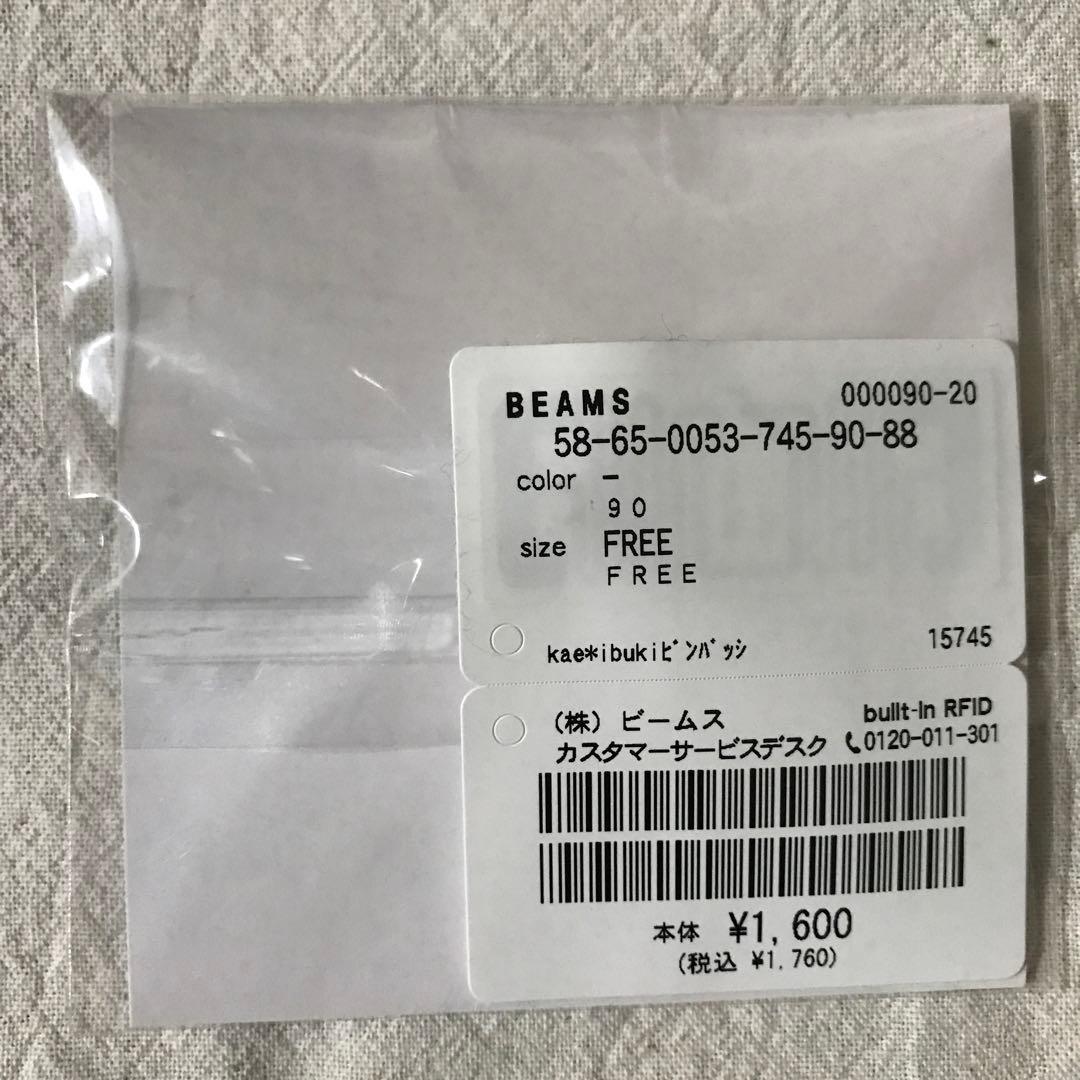 BEAMS 000090-20
58-65-0053-745-90-88
color -
90
size FREE
FREE
kae*ibukiﾋﾟﾝﾊﾞｯｼ 15745
(株) ビームス built-in RFID
カスタマーサービスデスク 0120-011-301
本体 ¥1,600
(税込 ¥1,760)